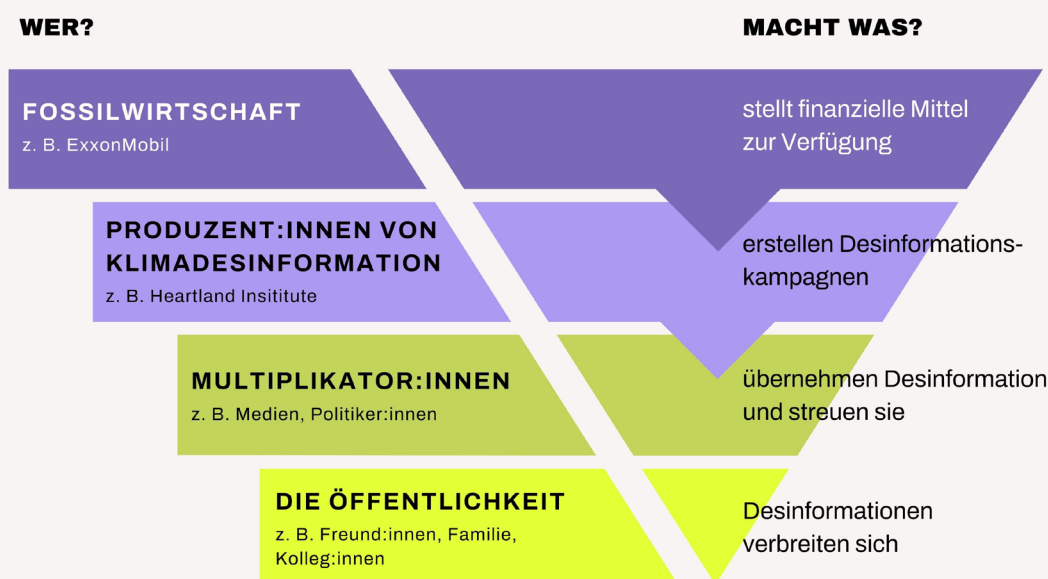 WER?
MACHT WAS?
FOSSILWIRTSCHAFT
z. B. ExxonMobil
stellt finanzielle Mittel
zur Verfügung
PRODUZENT:INNEN VON
KLIMADESINFORMATION
z. B. Heartland Insititute
erstellen Desinformations-
kampagnen
MULTIPLIKATOR:INNEN
z. B. Medien, Politiker:innen
übernehmen Desinformation
und streuen sie
DIE ÖFFENTLICHKEIT
z. B. Freund:innen, Familie,
Kolleg:innen
Desinformationen
verbreiten sich